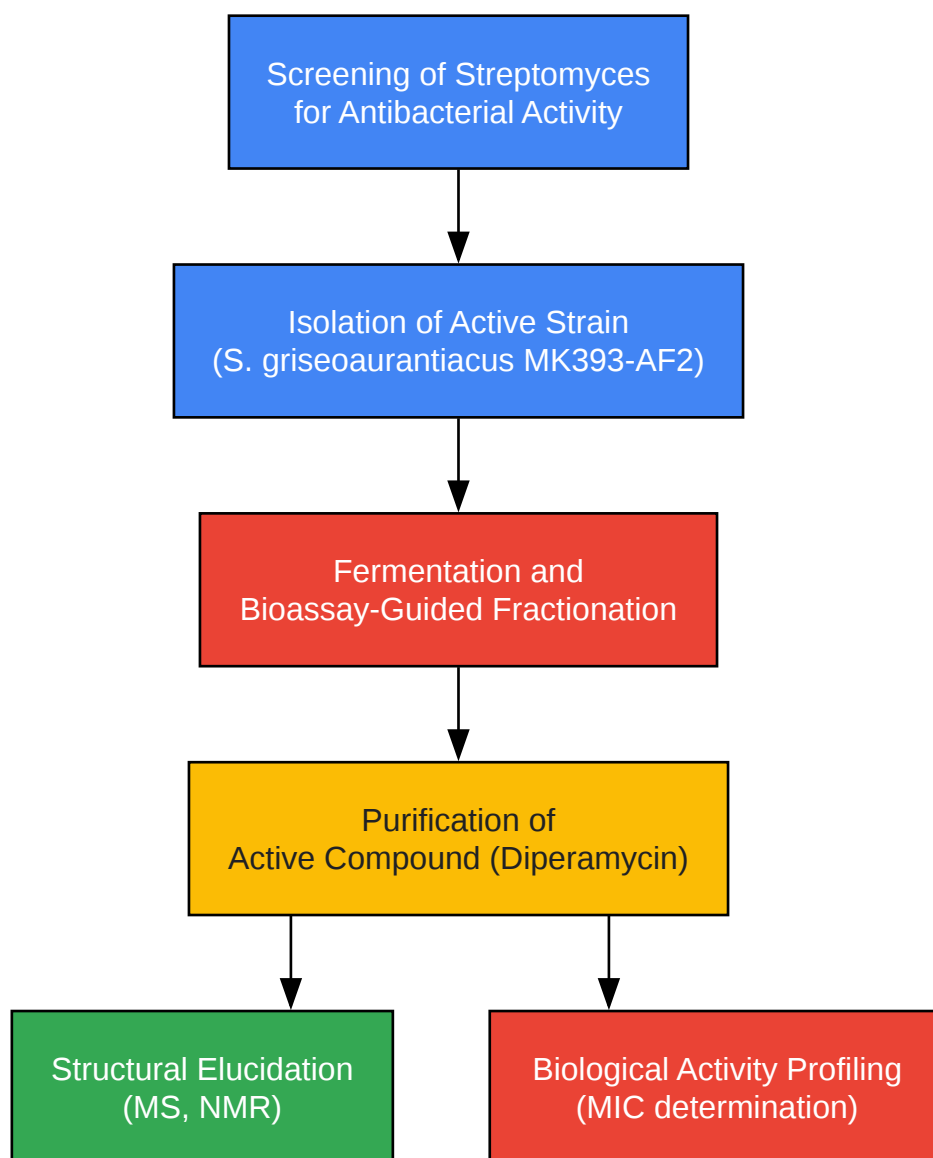 Screening of Streptomyces
for Antibacterial Activity
Isolation of Active Strain
(S. griseoaurantiacus MK393-AF2)
Fermentation and
Bioassay-Guided Fractionation
Purification of
Active Compound (Diperamycin)
Structural Elucidation
(MS, NMR)
Biological Activity Profiling
(MIC determination)